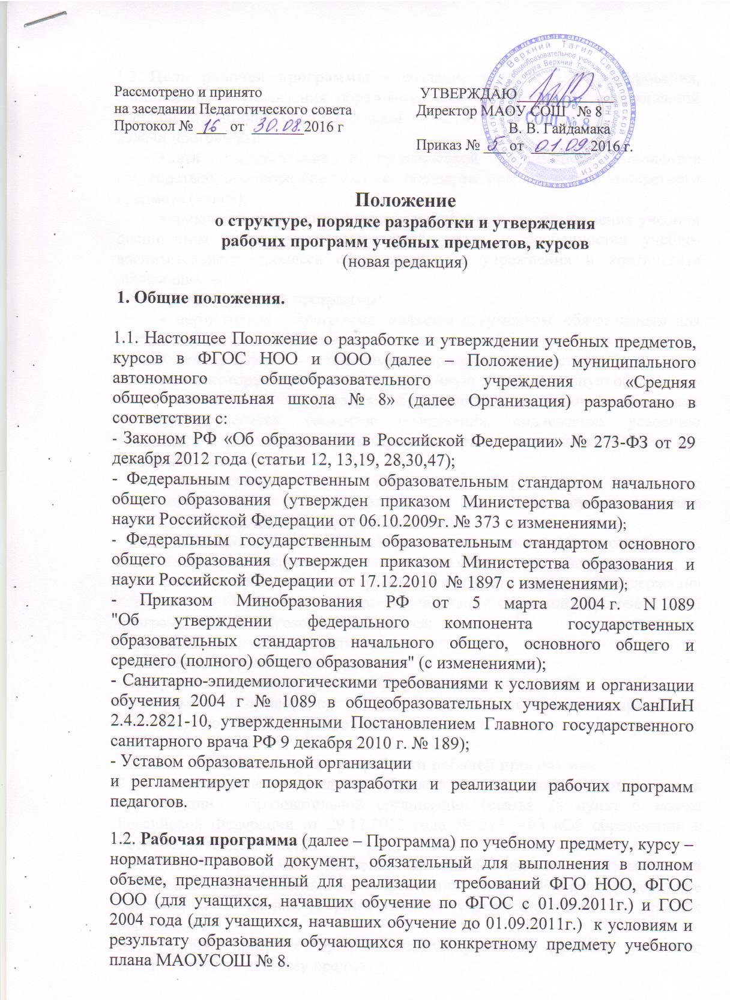 Рассмотрено и принято
на заседании Педагогического совета
Протокол № 16 от 30.08.2016 г
УТВЕРЖДАЮ
Директор МАОУ СОШ № 8
В. В. Гайдамака
Приказ № 5 от 01.09 2016 г.
МАОУ
СОШ № 8
Положение
о структуре, порядке разработки и утверждения
рабочих программ учебных предметов, курсов
(новая редакция)
1. Общие положения.
1.1. Настоящее Положение о разработке и утверждении учебных предметов,
курсов в ФГОС НОО и ООО (далее – Положение) муниципального
автономного общеобразовательного учреждения «Средняя
общеобразовательная школа № 8» (далее Организация) разработано в
соответствии с:
- Законом РФ «Об образовании в Российской Федерации» № 273-ФЗ от 29
декабря 2012 года (статьи 12, 13,19, 28,30,47);
- Федеральным государственным образовательным стандартом начального
общего образования (утвержден приказом Министерства образования и
науки Российской Федерации от 06.10.2009г. № 373 с изменениями);
- Федеральным государственным образовательным стандартом основного
общего образования (утвержден приказом Министерства образования и
науки Российской Федерации от 17.12.2010 № 1897 с изменениями);
- Приказом Минобразования РФ от 5 марта 2004 г. N 1089
"Об утверждении федерального компонента государственных
образовательных стандартов начального общего, основного общего и
среднего (полного) общего образования" (с изменениями);
- Санитарно-эпидемиологическими требованиями к условиям и организации
обучения 2004 г № 1089 в общеобразовательных учреждениях СанПиН
2.4.2.2821-10, утвержденными Постановлением Главного государственного
санитарного врача РФ 9 декабря 2010 г. № 189);
- Уставом образовательной организации
и регламентирует порядок разработки и реализации рабочих программ
педагогов.
1.2. Рабочая программа (далее – Программа) по учебному предмету, курсу –
нормативно-правовой документ, обязательный для выполнения в полном
объеме, предназначенный для реализации требований ФГО НОО, ФГОС
ООО (для учащихся, начавших обучение по ФГОС с 01.09.2011г.) и ГОС
2004 года (для учащихся, начавших обучение до 01.09.2011г.) к условиям и
результату образования обучающихся по конкретному предмету учебного
плана МАОУСОШ № 8.